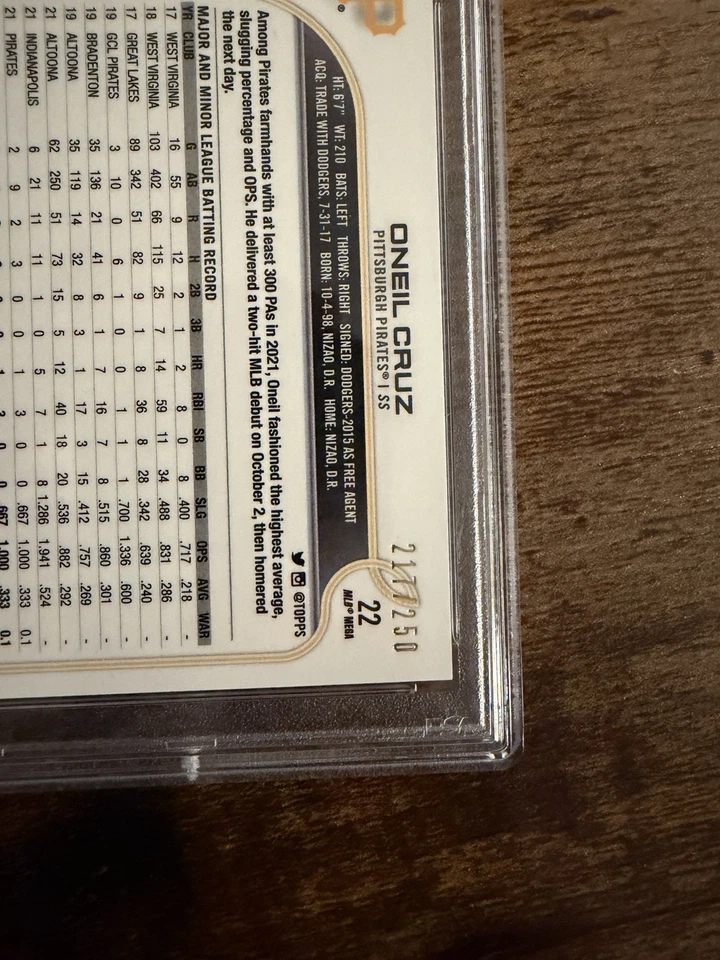 217/250
ONEIL CRUZ
PITTSBURGH PIRATES® | SS
22
MLB® MEGA
HT: 6'7" WT: 210 BATS: LEFT THROWS: RIGHT SIGNED: DODGERS-2015 AS FREE AGENT
ACQ: TRADE WITH DODGERS, 7-31-17 BORN: 10-4-98, NIZAO, D.R. HOME: NIZAO, D.R.
@TOPPS
Among Pirates farmhands with at least 300 PAs in 2021, Oneil fashioned the highest average,
slugging percentage and OPS. He delivered a two-hit MLB debut on October 2, then homered
the next day.
MAJOR AND MINOR LEAGUE BATTING RECORD
YR CLUB G AB R H 2B 3B HR RBI SB BB SLG OPS AVG WAR
17 WEST VIRGINIA 16 55 9 12 2 1 2 8 0 8 .400 .717 .218 -
18 WEST VIRGINIA 103 402 66 115 25 7 14 59 11 34 .488 .831 .286 -
17 GREAT LAKES 89 342 51 82 9 1 8 36 8 28 .342 .639 .240 -
19 GCL PIRATES 3 10 0 6 1 0 0 1 1 1 .700 1.336 .600 -
19 BRADENTON 35 136 21 41 6 1 7 16 7 8 .515 .860 .301 -
19 ALTOONA 35 119 14 32 8 3 1 17 3 15 .412 .757 .269 -
21 ALTOONA 62 250 51 73 15 5 12 40 18 20 .536 .882 .292 -
21 INDIANAPOLIS 6 21 11 11 1 0 5 7 1 8 1.286 1.941 .524 -
21 PIRATES 2 9 2 3 0 0 1 3 0 0 .667 1.000 .333 0.1
.667 1.000 .333 0.1